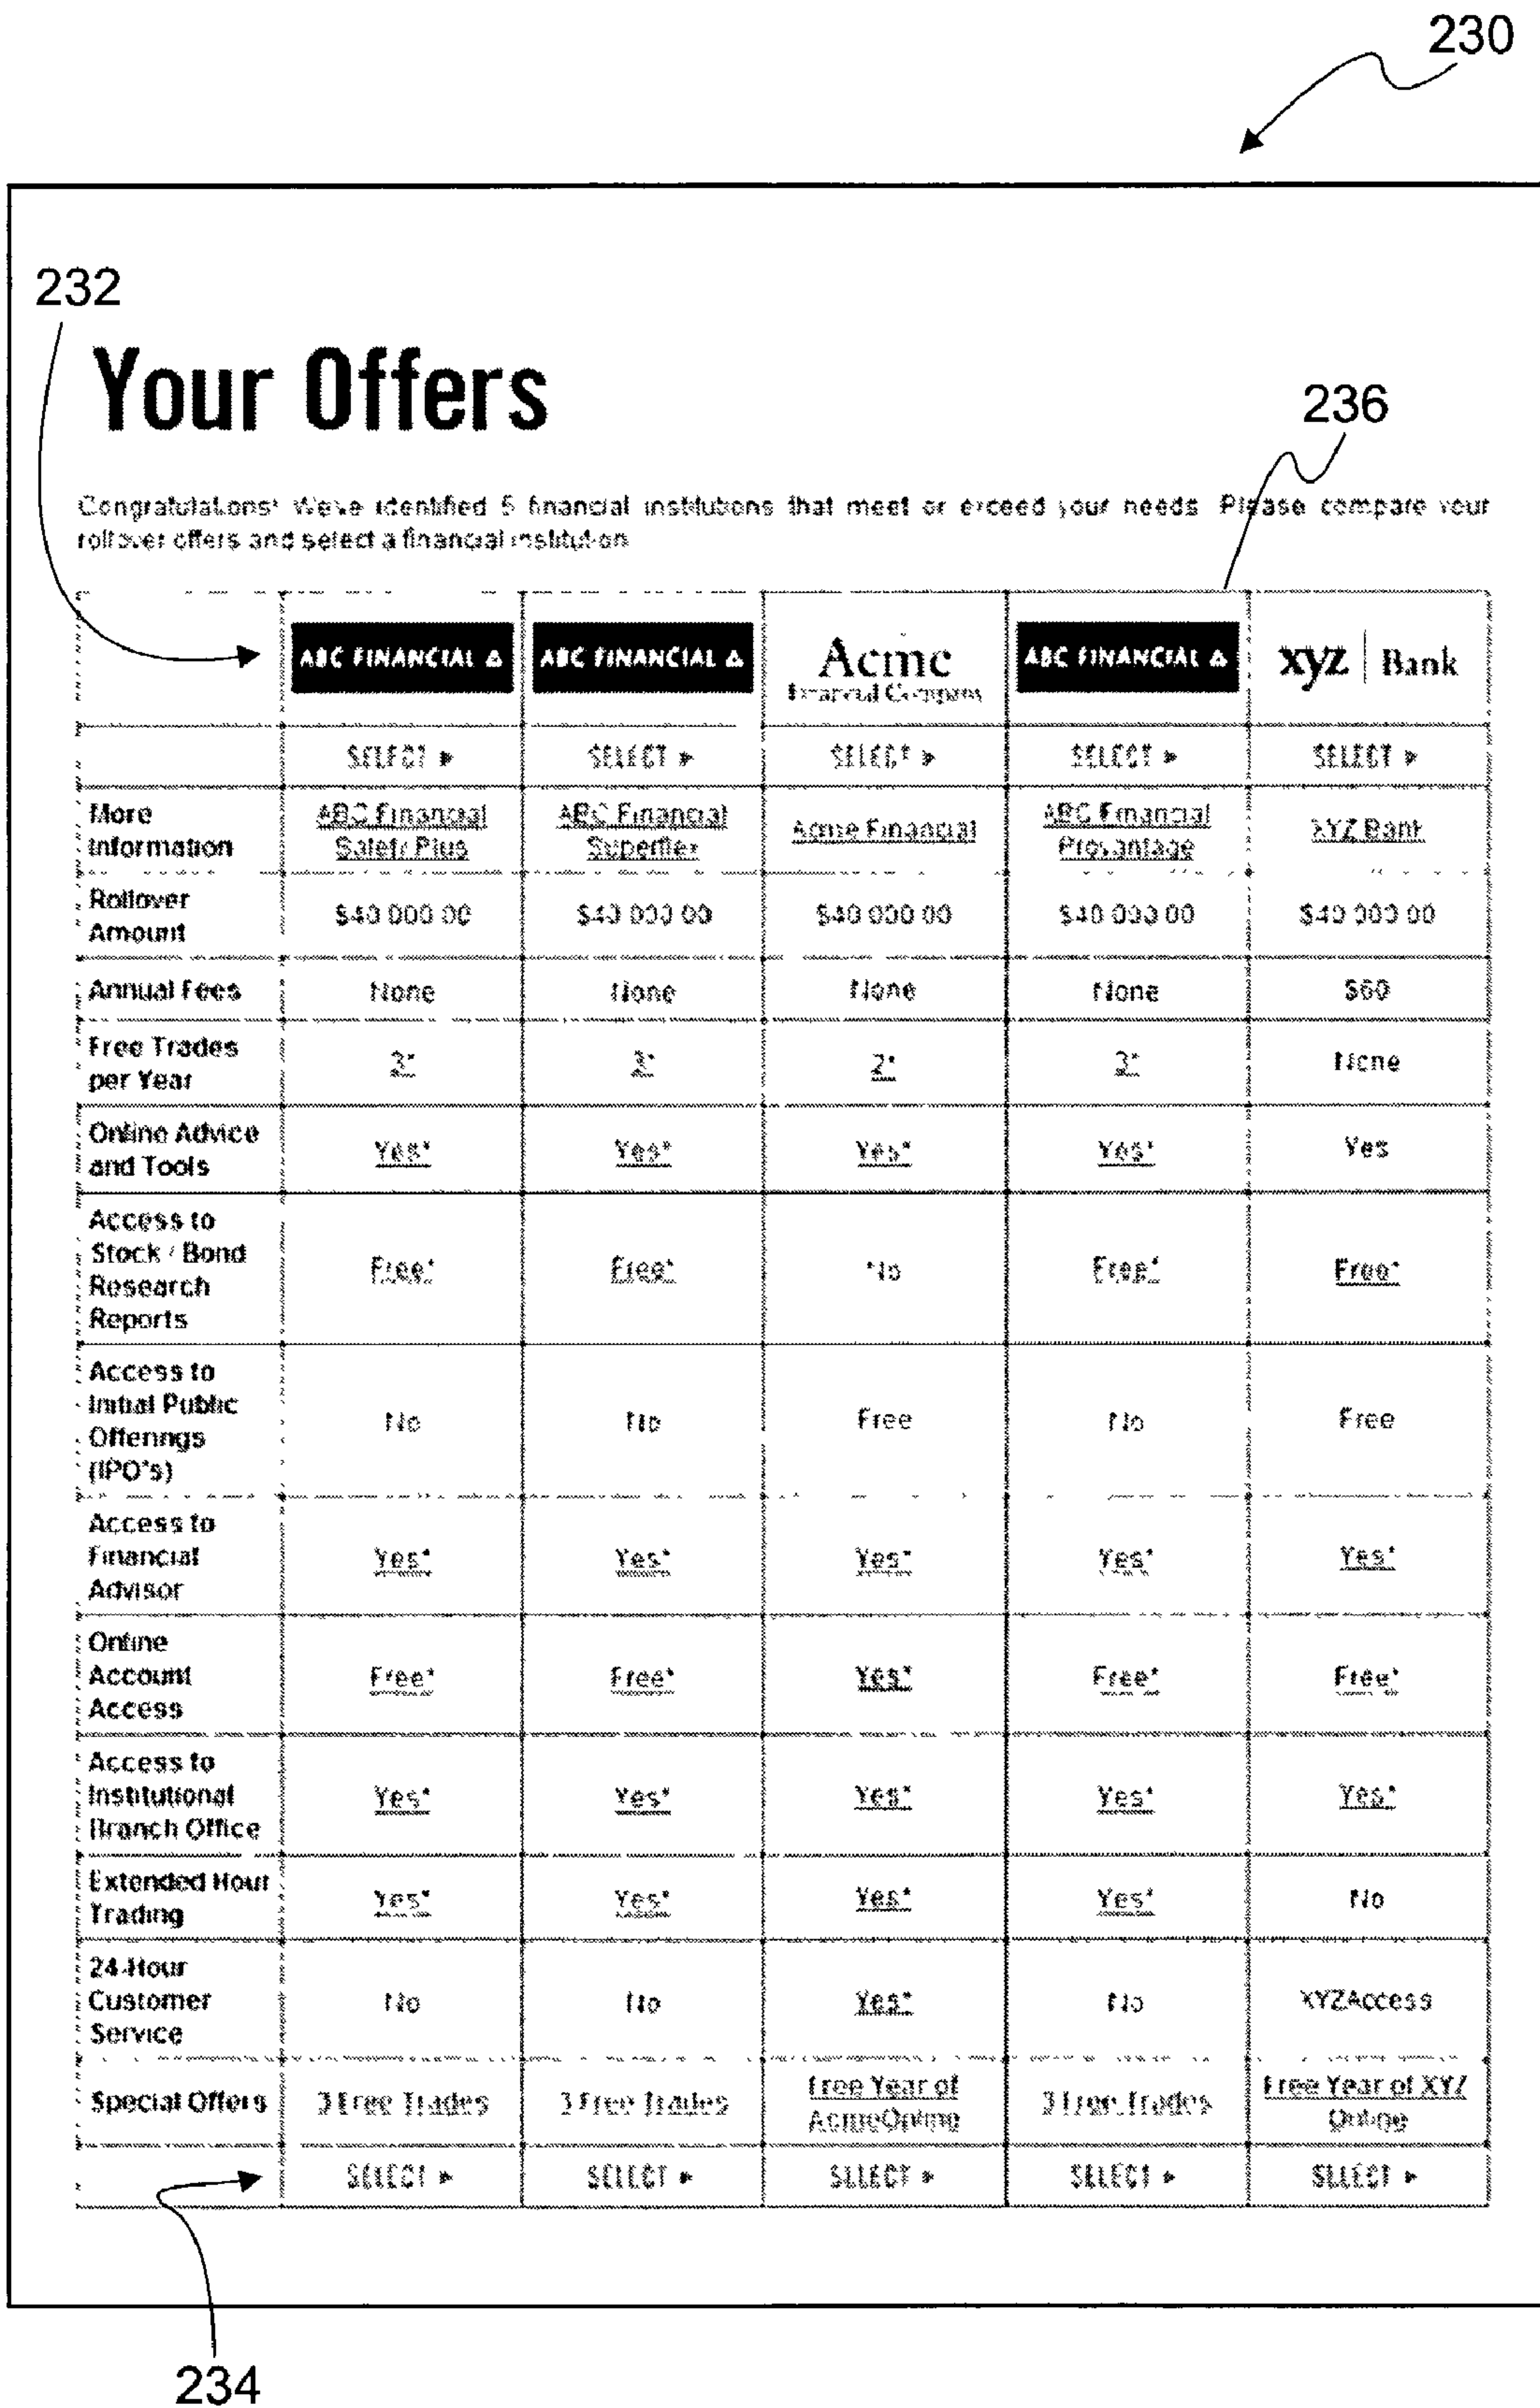 230
232
Your Offers
236
Congratulations! We've identified 5 financial institutions that meet or exceed your needs. Please compare your
rollover offers and select a financial institution
ABC FINANCIAL ABC FINANCIAL Acme ABC FINANCIAL xyz | Bank
Financial Company
SELECT SELECT SELECT SELECT SELECT
More ABC Financial ABC Financial Acme Financial ABC Financial XYZ Bank
Information Safety Plus Superflex Provantage
Rollover $40 000 00 $40 000 00 $40 000 00 $40 000 00 $40 000 00
Amount
Annual Fees None None None None $60
Free Trades 3* 3* 2* 3* None
per Year
Online Advice Yes* Yes* Yes* Yes* Yes
and Tools
Access to
Stock / Bond Free* Free* No Free* Free*
Research
Reports
Access to
Initial Public No No Free No Free
Offerings
(IPO's)
Access to
Financial Yes* Yes* Yes* Yes* Yes*
Advisor
Online
Account Free* Free* Yes* Free* Free*
Access
Access to
Institutional Yes* Yes* Yes* Yes* Yes*
Branch Office
Extended Hour Yes* Yes* Yes* Yes* No
Trading
24-Hour
Customer No No Yes* No XYZAccess
Service
Special Offers 3 Free Trades 3 Free Trades Free Year of 3 Free Trades Free Year of XYZ
AcmeOnline Online
SELECT SELECT SELECT SELECT SELECT
234